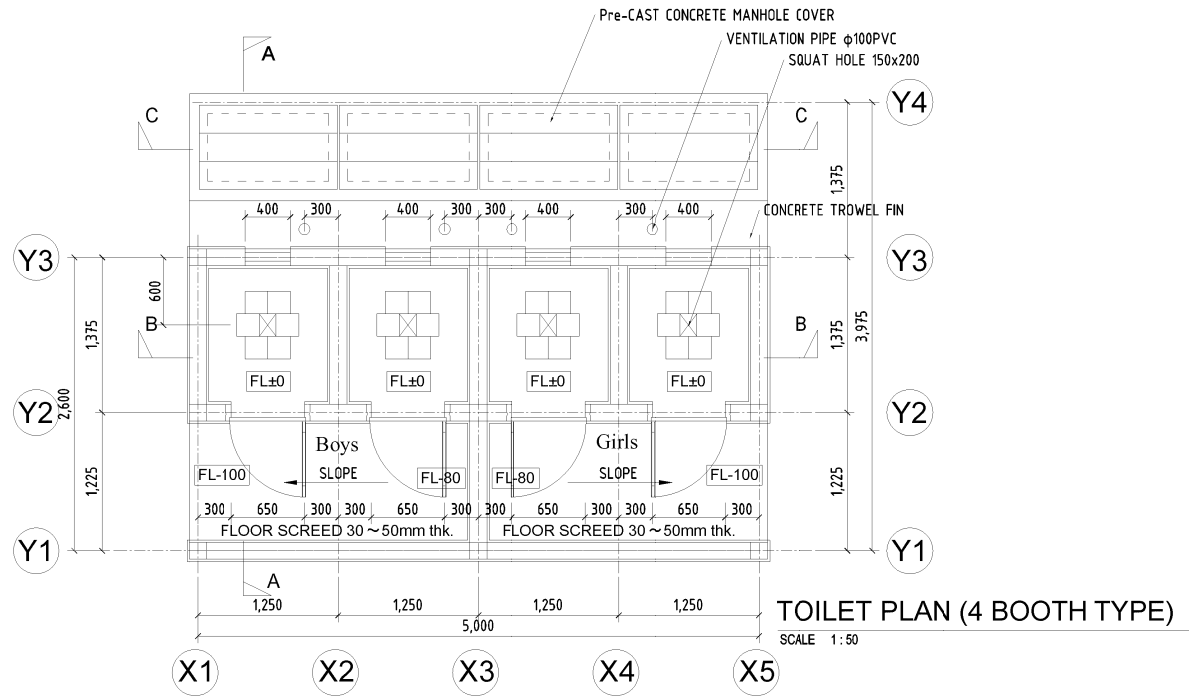 Pre-CAST CONCRETE MANHOLE COVER
VENTILATION PIPE φ100PVC
SQUAT HOLE 150x200
A
Y4
C
C
1,375
400
300
400
300
300
400
300
400
CONCRETE TROWEL FIN
Y3
Y3
600
B
B
1,375
1,375
3,975
FL±0
FL±0
FL±0
FL±0
2,600
Y2
Y2
Boys
Girls
FL-100
SLOPE
FL-80
FL-80
SLOPE
FL-100
1,225
1,225
300
650
300
300
650
300
300
650
300
300
650
300
FLOOR SCREED 30～50mm thk.
FLOOR SCREED 30～50mm thk.
Y1
Y1
A
1,250
1,250
1,250
1,250
5,000
TOILET PLAN (4 BOOTH TYPE)
SCALE 1:50
X1
X2
X3
X4
X5